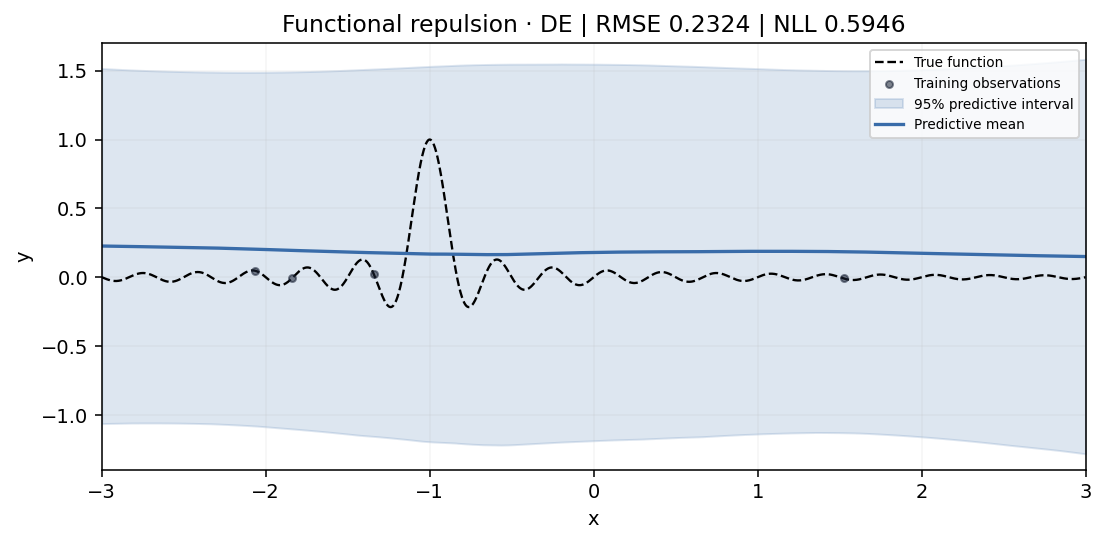 Functional repulsion · DE | RMSE 0.2324 | NLL 0.5946
True function
Training observations
95% predictive interval
Predictive mean
y
1.5
1.0
0.5
0.0
−0.5
−1.0
−3
−2
−1
0
1
2
3
x